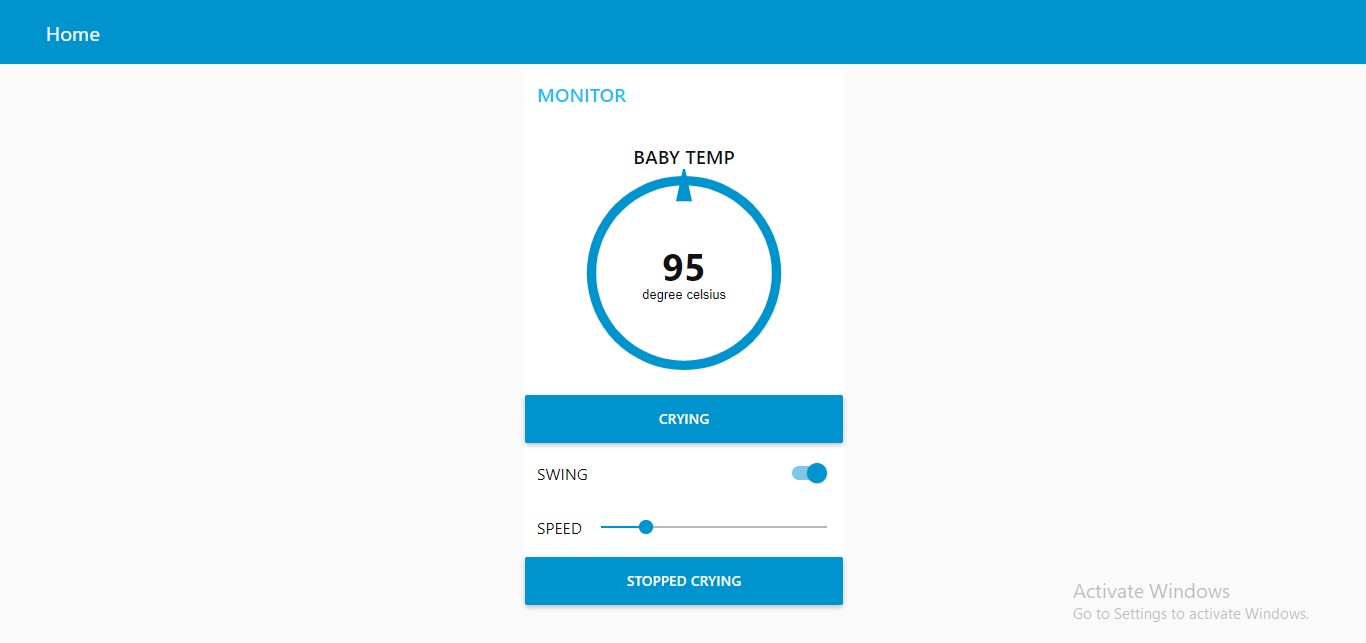 Home
MONITOR
BABY TEMP
95
degree celsius
CRYING
SWING
SPEED
STOPPED CRYING
Activate Windows
Go to Settings to activate Windows.